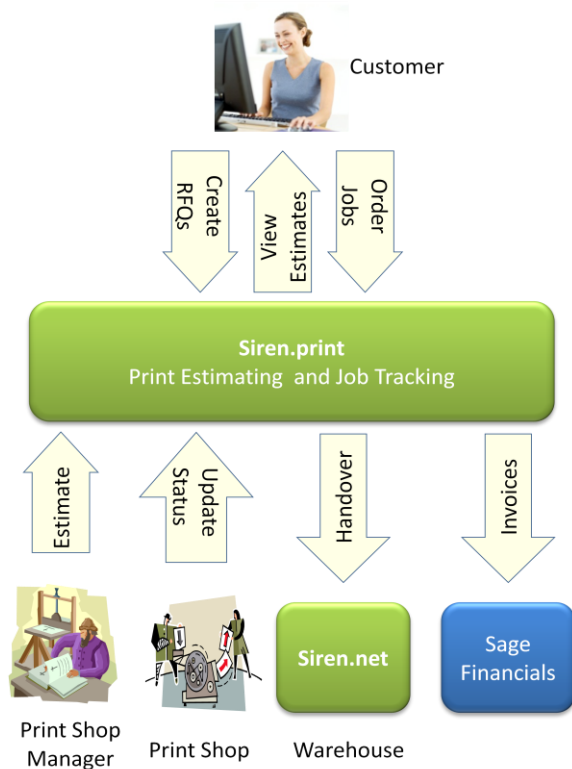 Customer
Create
RFQs
View
Estimates
Order
Jobs
Siren.print
Print Estimating and Job Tracking
Estimate
Update
Status
Handover
Invoices
Siren.net
Sage
Financials
Print Shop
Manager
Print Shop
Warehouse